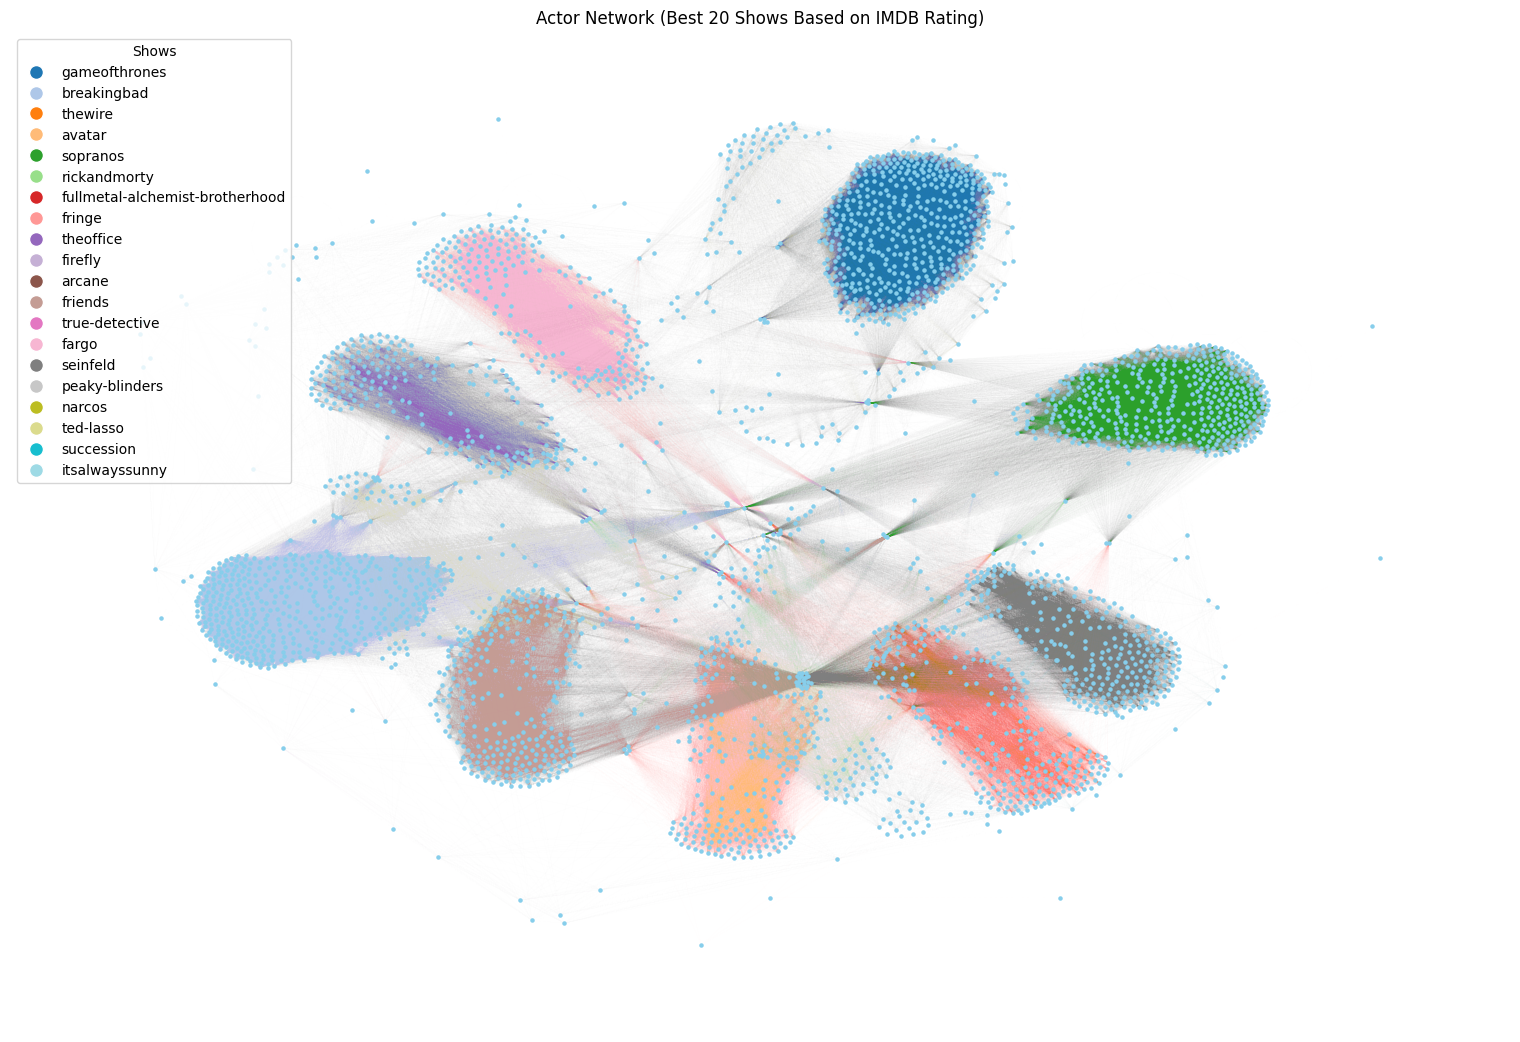 Actor Network (Best 20 Shows Based on IMDB Rating)
Shows
gameofthrones
breakingbad
thewire
avatar
sopranos
rickandmorty
fullmetal-alchemist-brotherhood
fringe
theoffice
firefly
arcane
friends
true-detective
fargo
seinfeld
peaky-blinders
narcos
ted-lasso
succession
itsalwayssunny